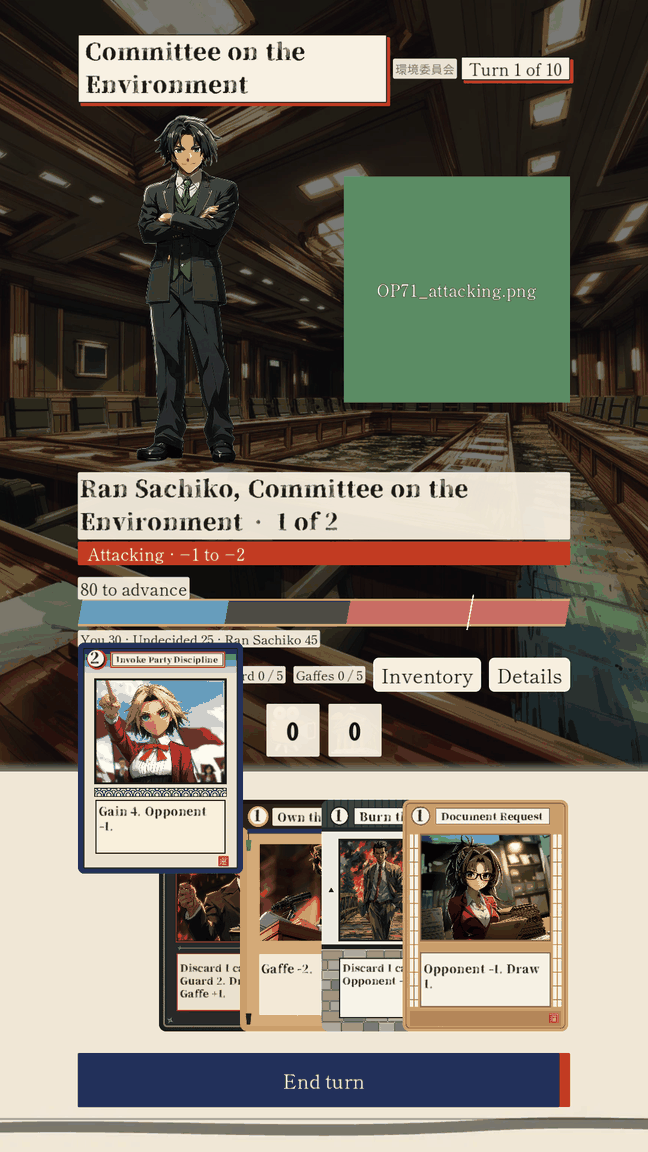 Committee on the
Environment
環境委員会
Turn 1 of 10
OP71_attacking.png
Ran Sachiko, Committee on the
Environment · 1 of 2
Attacking · −1 to −2
80 to advance
You 30 · Undecided 25 · Ran Sachiko 45
0 / 5
Gaffes 0 / 5
Inventory
Details
0
0
2
Invoke Party Discipline
Gain 4. Opponent
-1.
Discard 1
Guard 2.
Gaffe +1.
1
Own
Gaffe -2.
1
Burn
Discard 1
Opponent
1
Document Request
Opponent -1. Draw
1.
End turn